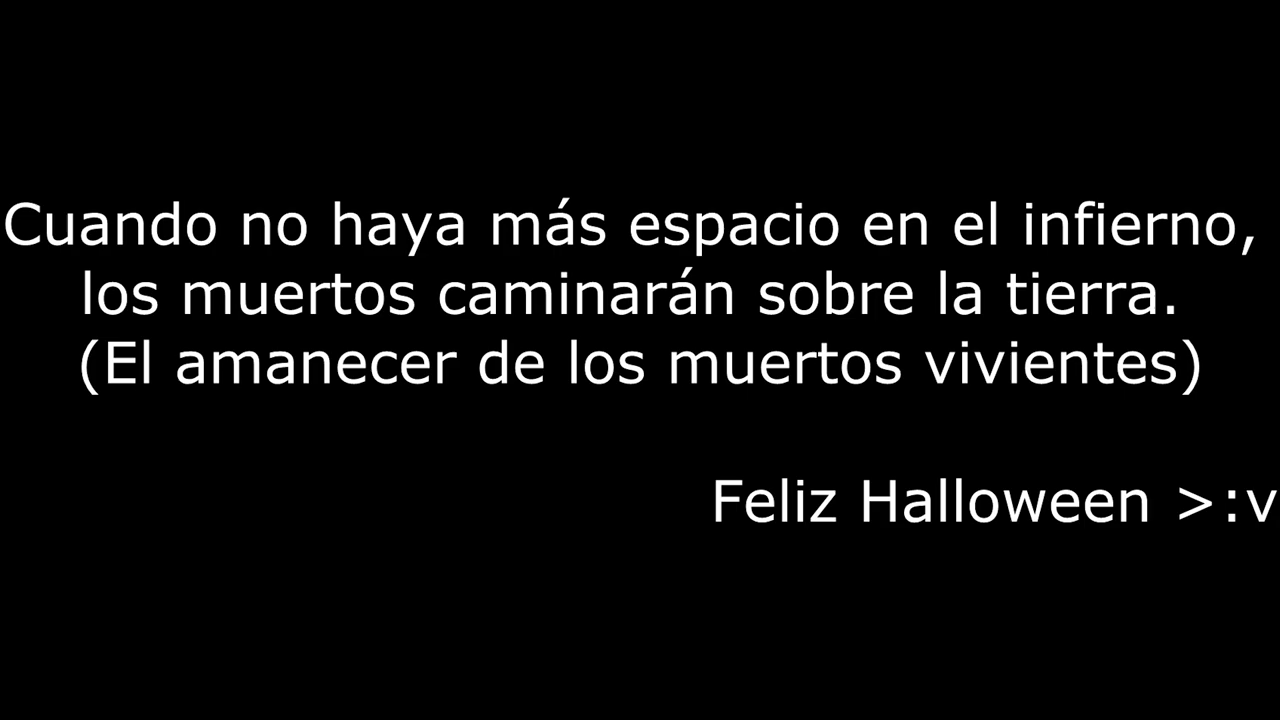 Cuando no haya más espacio en el infierno,
los muertos caminarán sobre la tierra.
(El amanecer de los muertos vivientes)
Feliz Halloween >:v